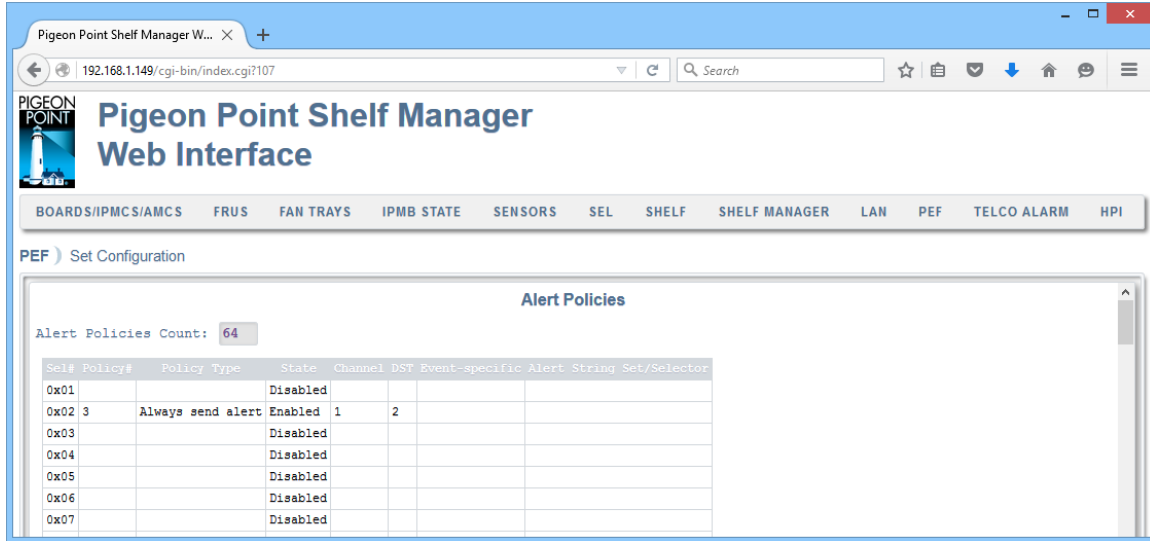 Pigeon Point Shelf Manager W...
192.168.1.149/cgi-bin/index.cgi?107 Search
PIGEON
POINT
Pigeon Point Shelf Manager
Web Interface
BOARDS/IPMCS/AMCS FRUS FAN TRAYS IPMB STATE SENSORS SEL SHELF SHELF MANAGER LAN PEF TELCO ALARM HPI
PEF ) Set Configuration
Alert Policies
Alert Policies Count: 64
Sel# Policy# Policy Type State Channel DST Event-specific Alert String Set/Selector
0x01 Disabled
0x02 3 Always send alert Enabled 1 2
0x03 Disabled
0x04 Disabled
0x05 Disabled
0x06 Disabled
0x07 Disabled